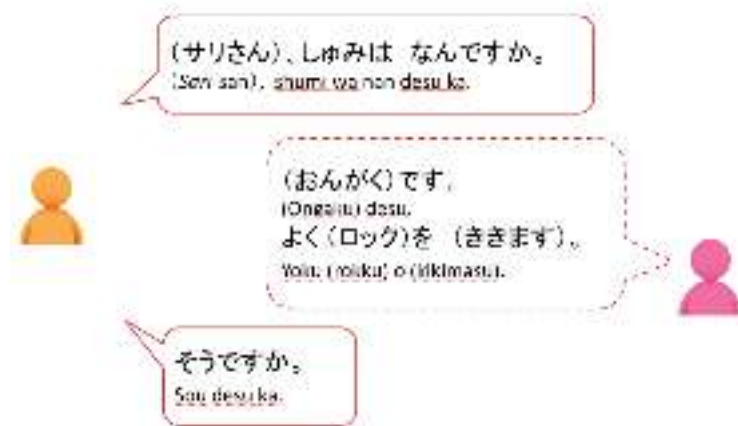 (サリさん)、しゅみは なんですか。
(Sari san), shumi wa nan desu ka.
(おんがく)です。
(Ongaku) desu.
よく(ロック)を (ききます)。
Yoku (rokku) o (kikimasu).
そうですか。
Sou desu ka.